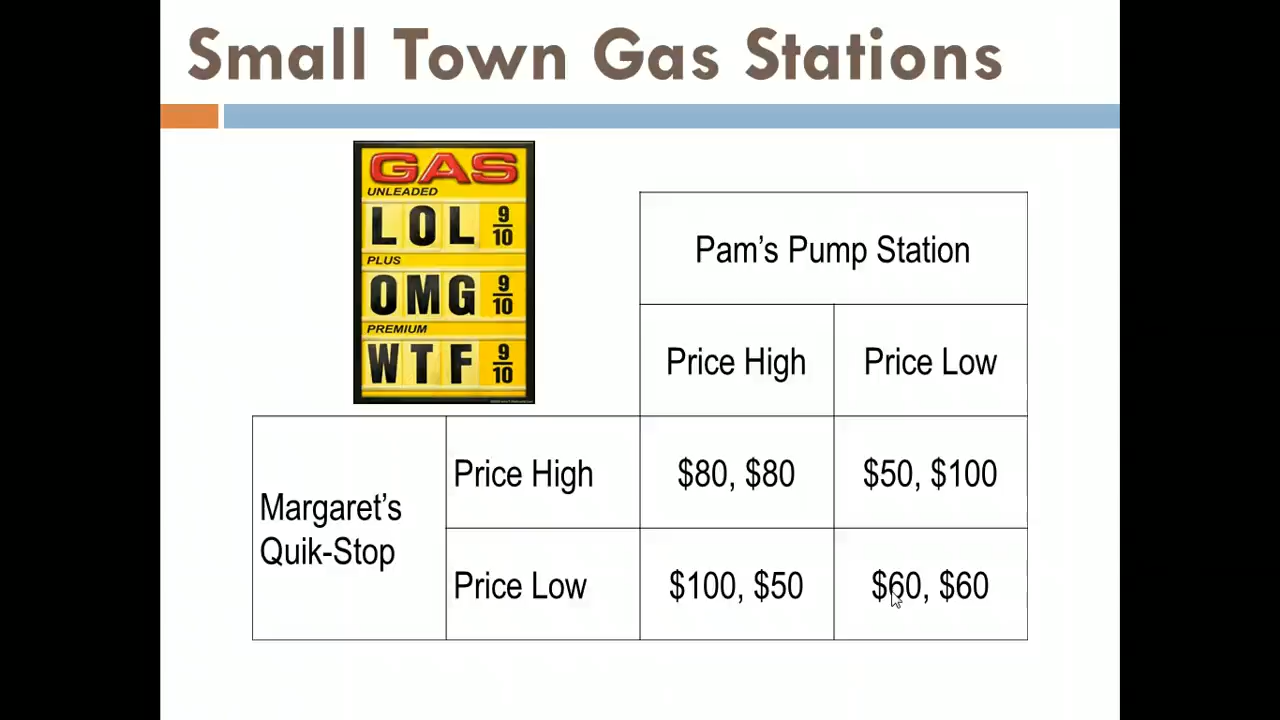 Small Town Gas Stations
GAS
UNLEADED
LOL 9/10
PLUS
OMG 9/10
PREMIUM
WTF 9/10
Pam's Pump Station
Price High
Price Low
Margaret's
Quik-Stop
Price High
$80, $80
$50, $100
Price Low
$100, $50
$60, $60